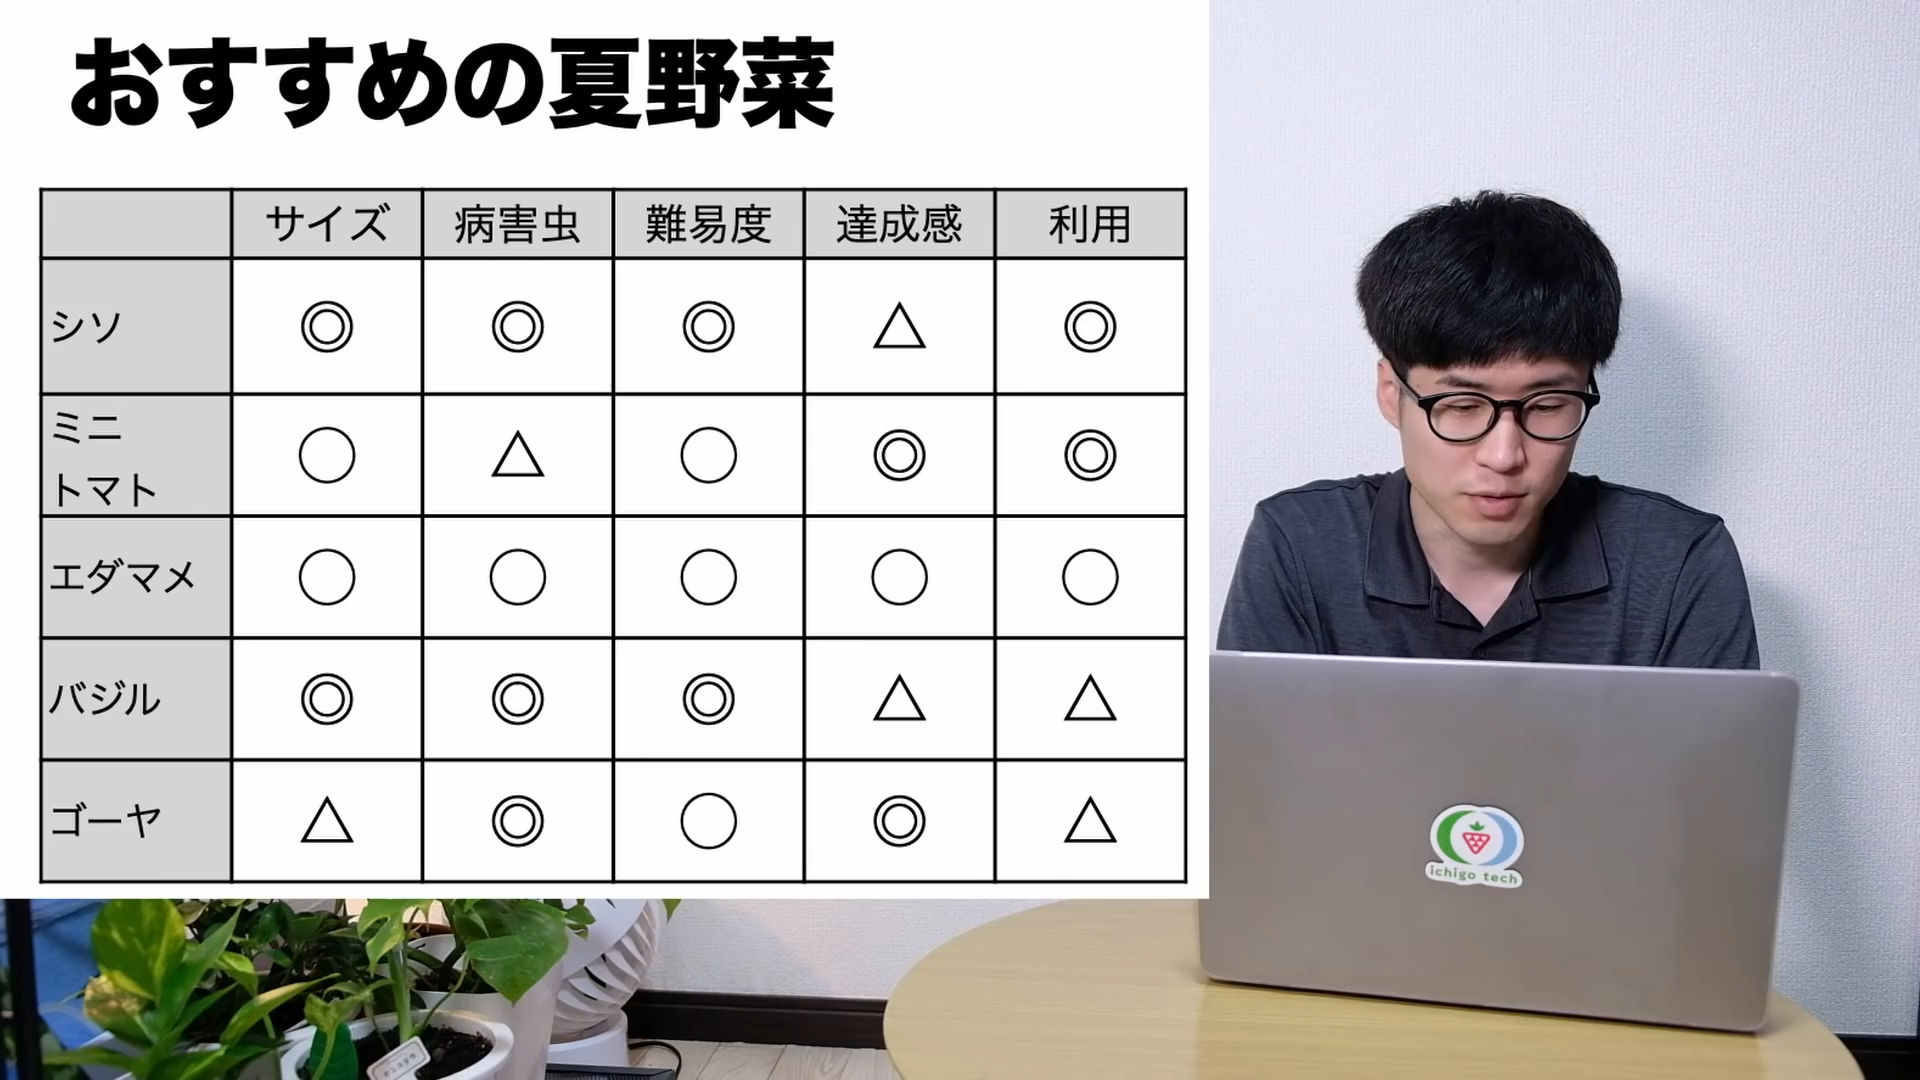 おすすめの夏野菜
サイズ 病害虫 難易度 達成感 利用
シソ ◎ ◎ ◎ △ ◎
ミニ
トマト ○ △ ○ ◎ ◎
エダマメ ○ ○ ○ ○ ○
バジル ◎ ◎ ◎ △ △
ゴーヤ △ ◎ ○ ◎ △
ichigo tech